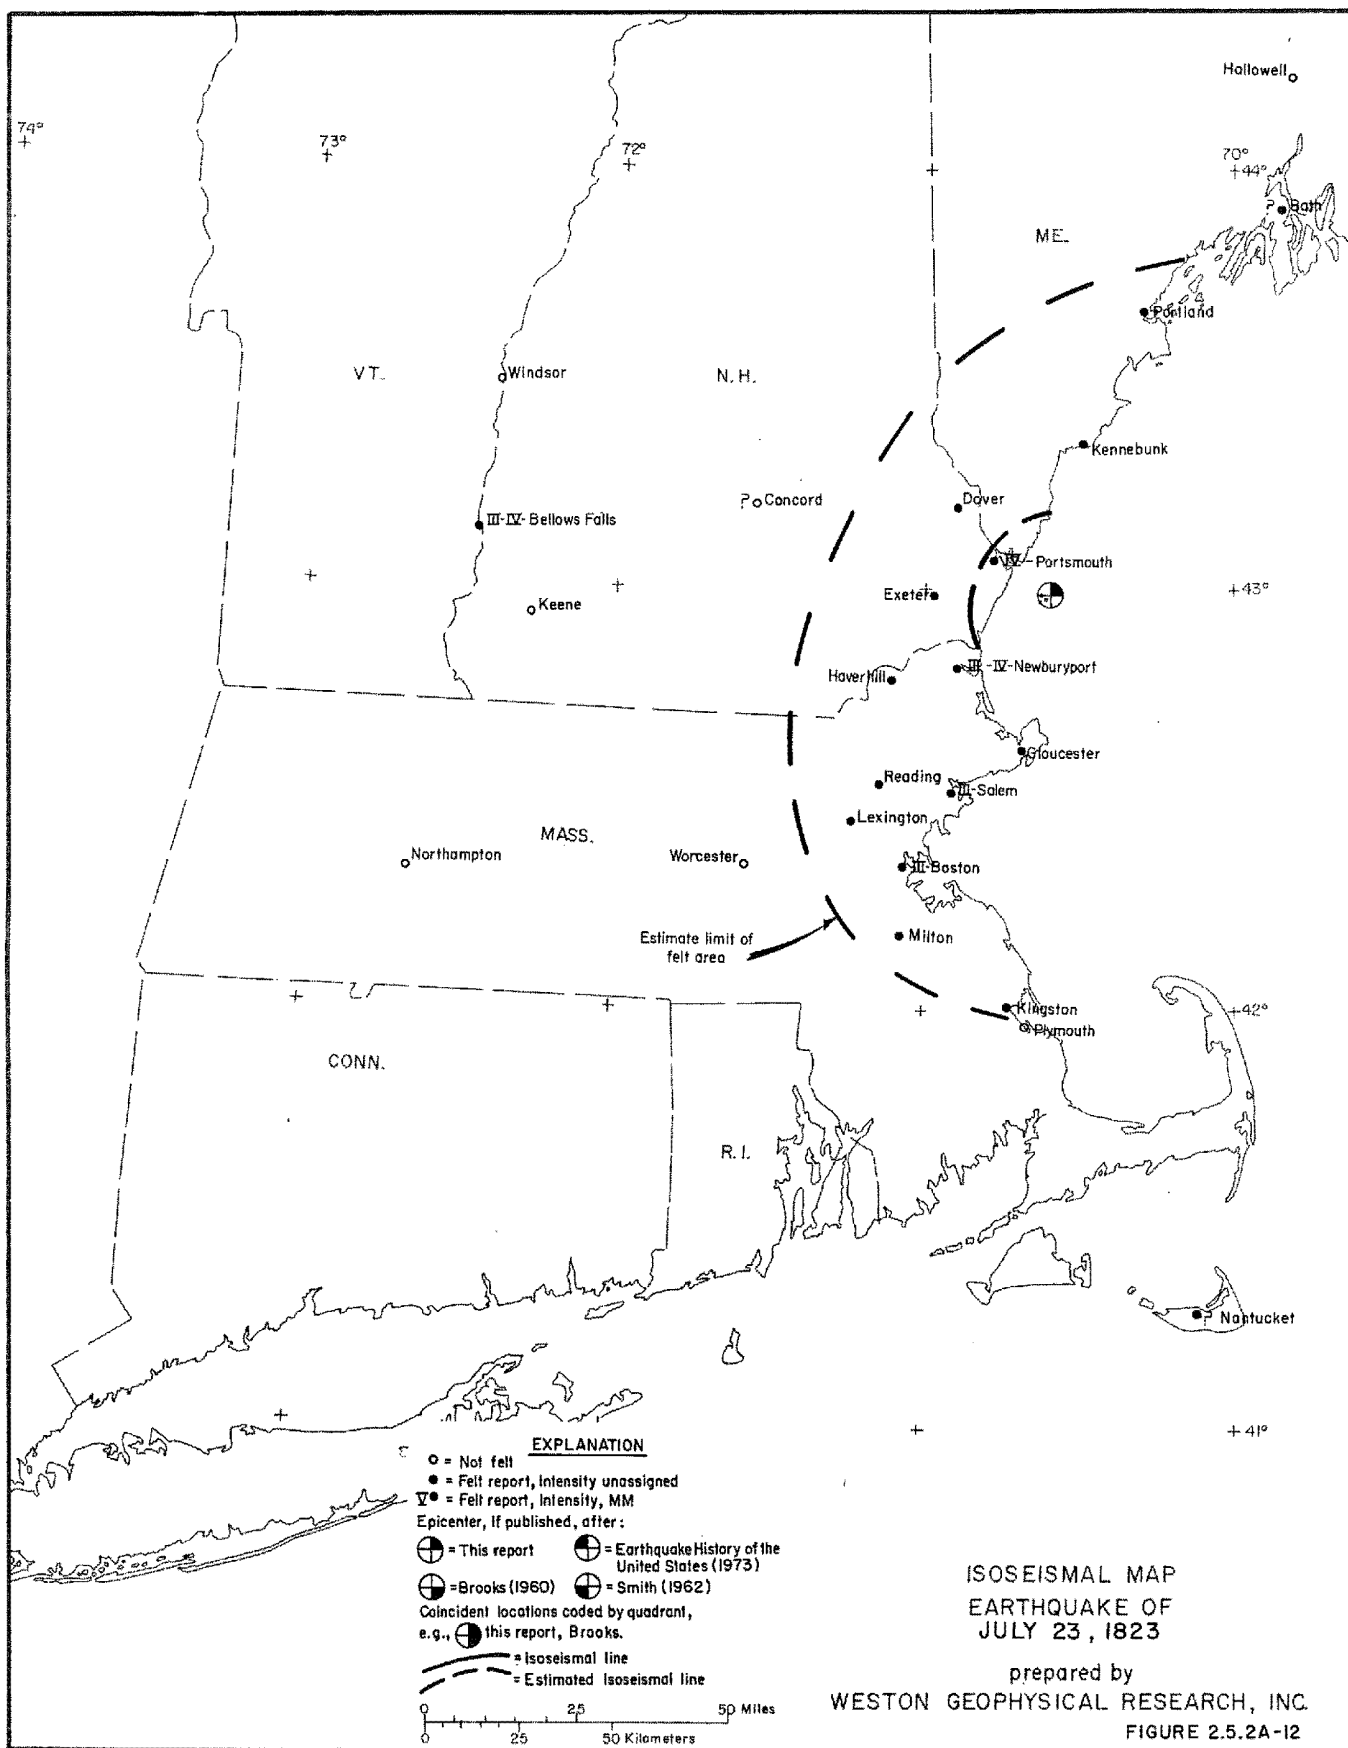 Hallowell
74°
73°
72°
70°
44°
? Bath
ME.
Portland
VT.
Windsor
N.H.
Kennebunk
? Concord
Dover
III-IV-Bellows Falls
IV-Portsmouth
Exeter
43°
Keene
III-IV-Newburyport
Haverhill
Gloucester
Reading
III-Salem
Lexington
MASS.
Northampton
Worcester
III-Boston
Estimate limit of
felt area
Milton
Kingston
42°
Plymouth
CONN.
R.I.
? Nantucket
41°
EXPLANATION
= Not felt
= Felt report, Intensity unassigned
V = Felt report, Intensity, MM
Epicenter, If published, after:
= This report
= Earthquake History of the
United States (1973)
= Brooks (1960)
= Smith (1962)
Coincident locations coded by quadrant,
e.g., this report, Brooks.
= Isoseismal line
= Estimated Isoseismal line
0 25 50 Miles
0 25 50 Kilometers
ISOSEISMAL MAP
EARTHQUAKE OF
JULY 23, 1823
prepared by
WESTON GEOPHYSICAL RESEARCH, INC.
FIGURE 2.5.2A-12